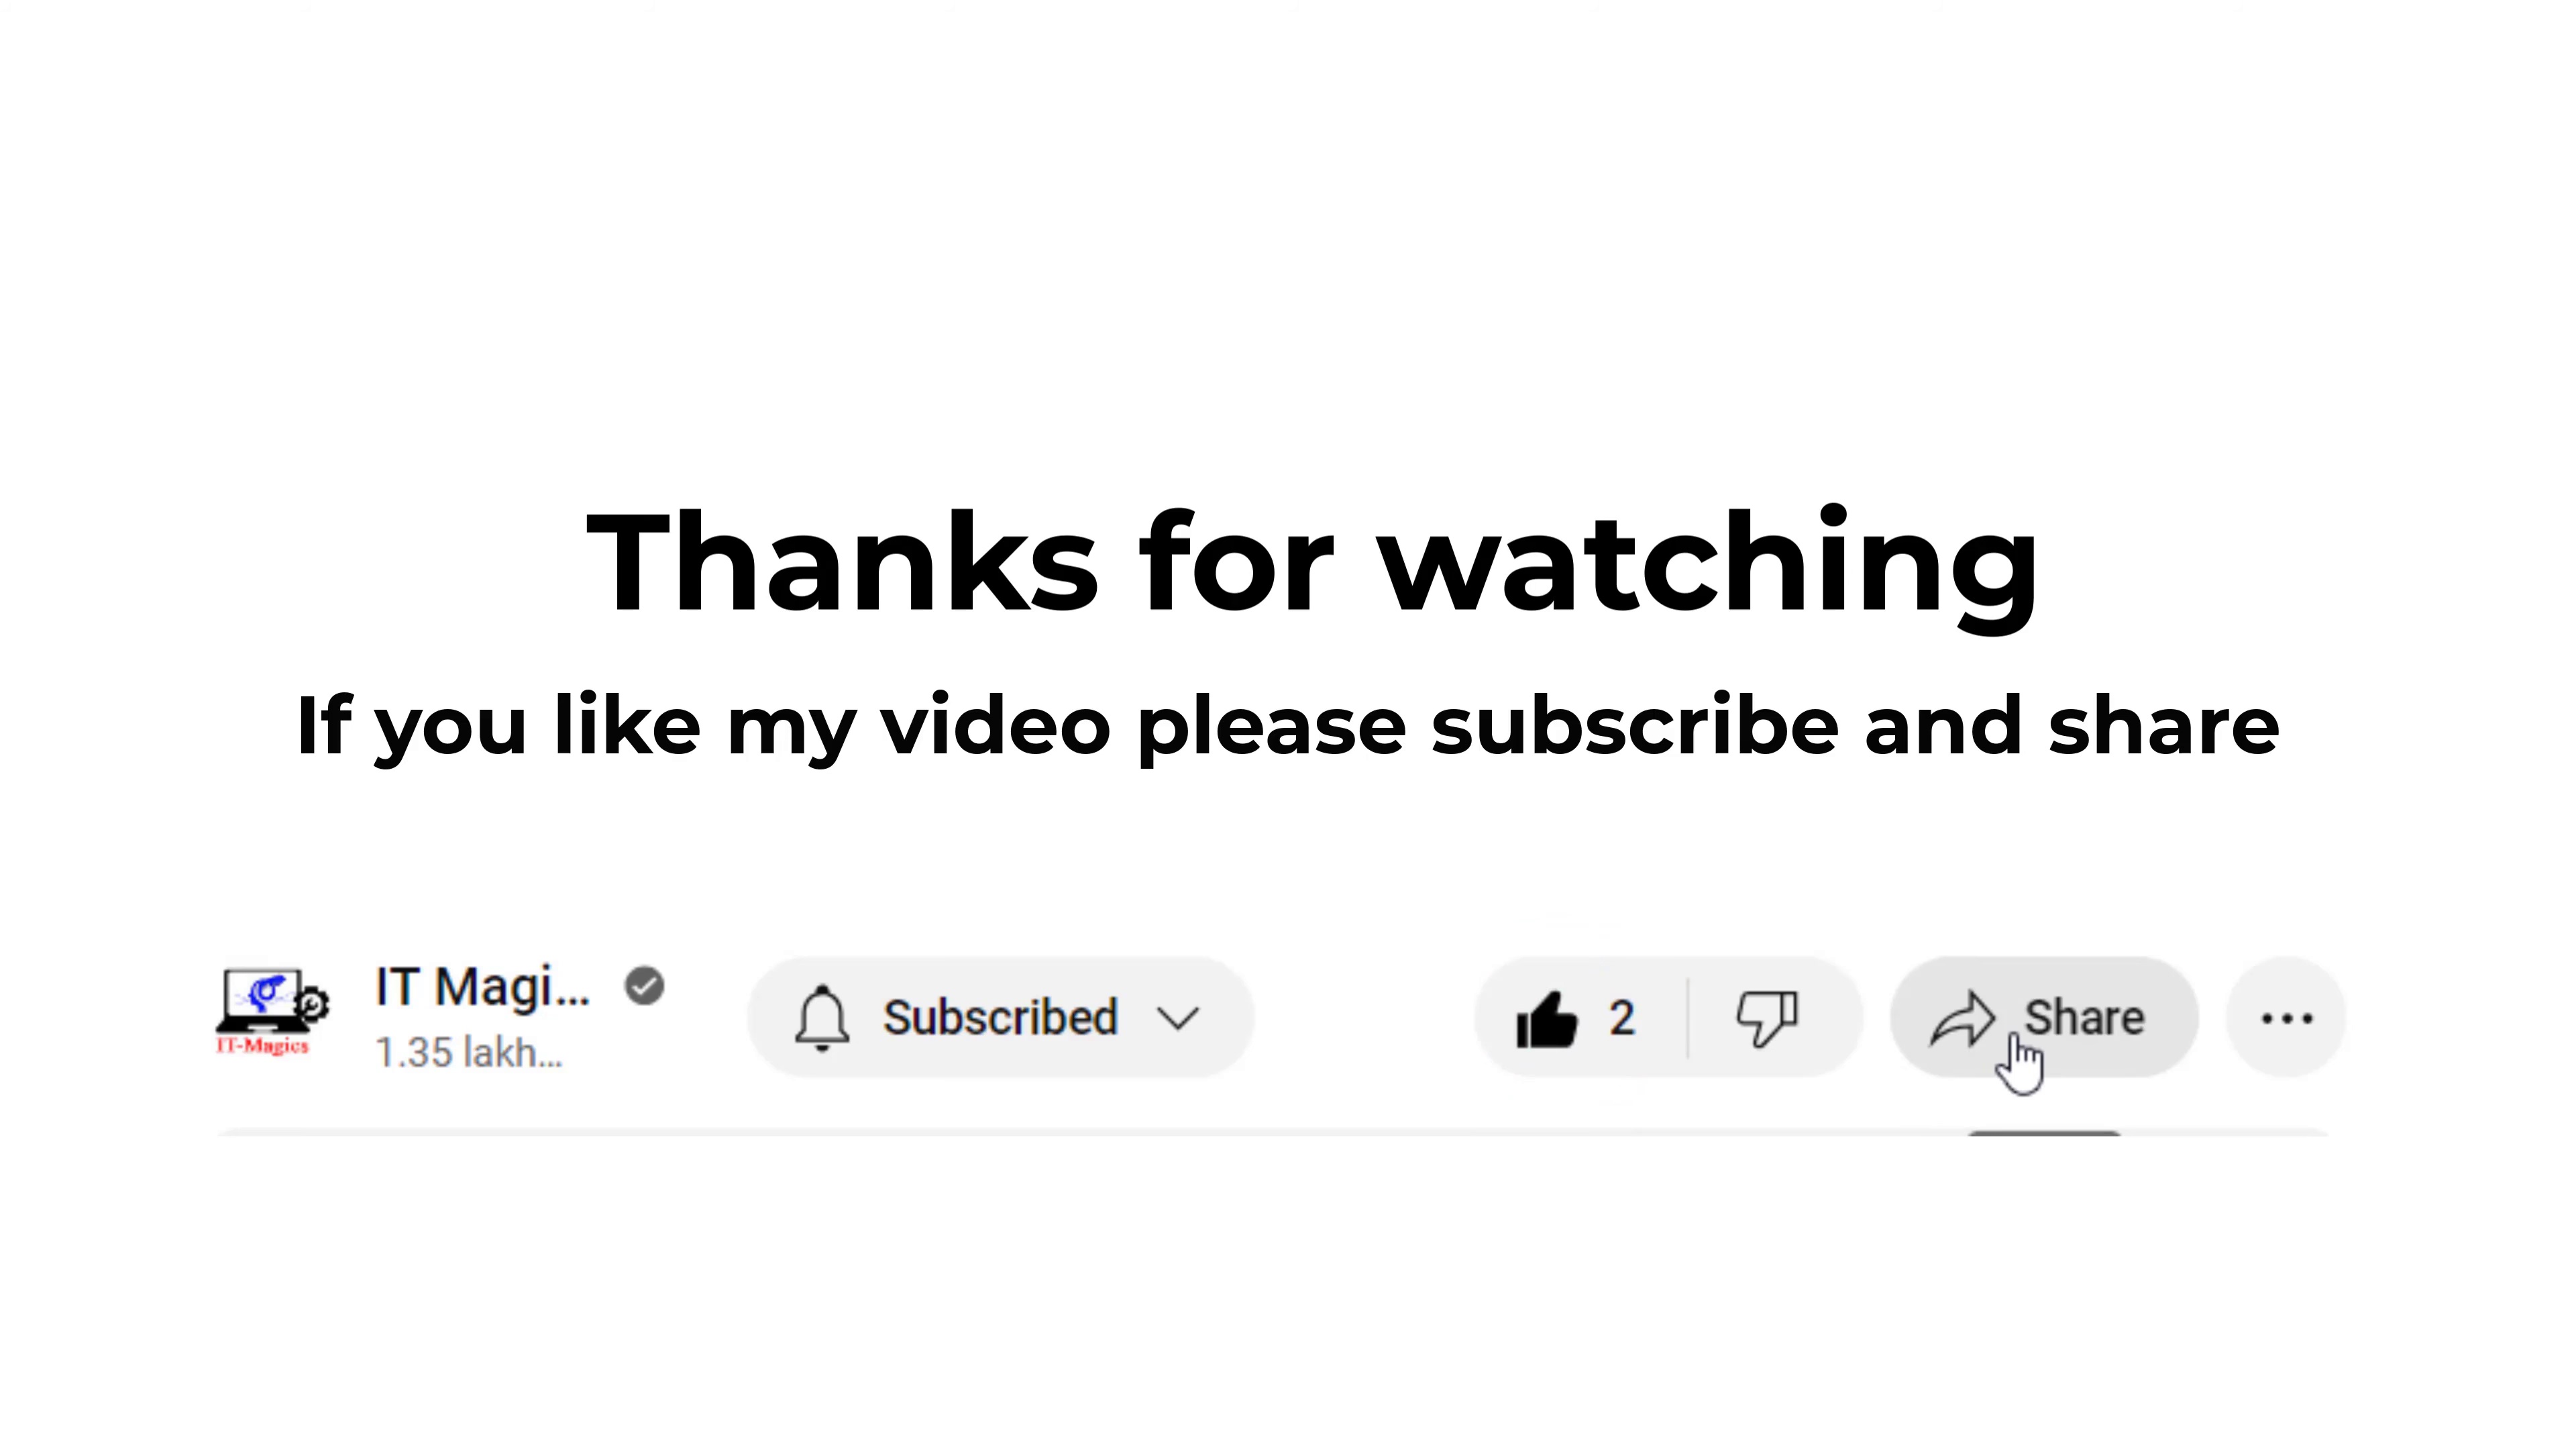 Thanks for watching
If you like my video please subscribe and share
IT Magi...
1.35 lakh...
IT-Magics
Subscribed
2
Share